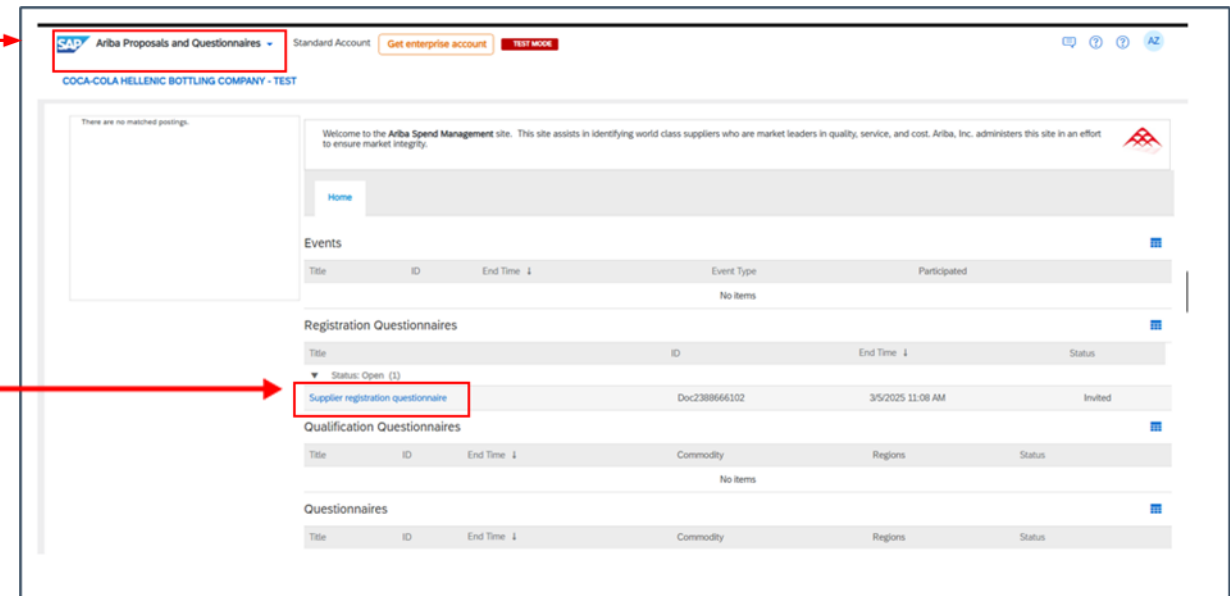 SAP Ariba Proposals and Questionnaires Standard Account Get enterprise account TEST MODE AZ
COCA-COLA HELLENIC BOTTLING COMPANY - TEST
There are no matched postings.
Welcome to the Ariba Spend Management site. This site assists in identifying world class suppliers who are market leaders in quality, service, and cost. Ariba, Inc. administers this site in an effort
to ensure market integrity.
Home
Events
Title ID End Time ↓ Event Type Participated
No items
Registration Questionnaires
Title ID End Time ↓ Status
▼ Status: Open (1)
Supplier registration questionnaire Doc2388666102 3/5/2025 11:08 AM Invited
Qualification Questionnaires
Title ID End Time ↓ Commodity Regions Status
No items
Questionnaires
Title ID End Time ↓ Commodity Regions Status